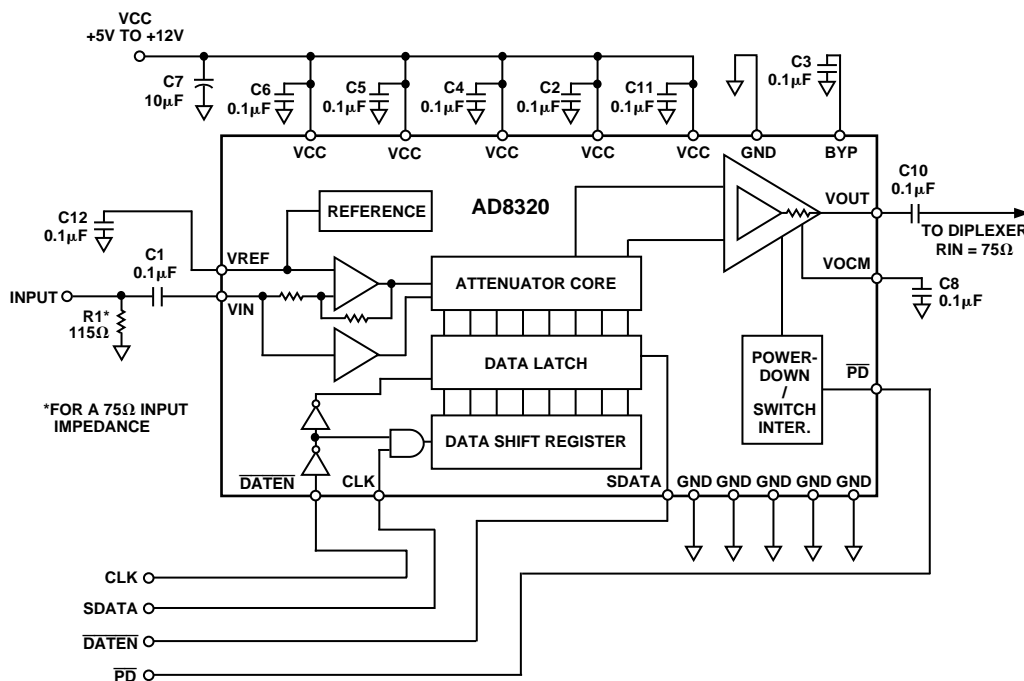 VCC
+5V TO +12V
C7
10µF
C6
0.1µF
C5
0.1µF
C4
0.1µF
C2
0.1µF
C11
0.1µF
C3
0.1µF
VCC
VCC
VCC
VCC
VCC
GND
BYP
C10
0.1µF
VOUT
TO DIPLEXER
RIN = 75Ω
REFERENCE
AD8320
C12
0.1µF
VREF
C1
0.1µF
INPUT
VIN
R1*
115Ω
ATTENUATOR CORE
VOCM
C8
0.1µF
DATA LATCH
POWER-
DOWN
/
SWITCH
INTER.
PD
*FOR A 75Ω INPUT
IMPEDANCE
DATA SHIFT REGISTER
DATEN
CLK
SDATA
GND
GND
GND
GND
GND
CLK
SDATA
DATEN
PD